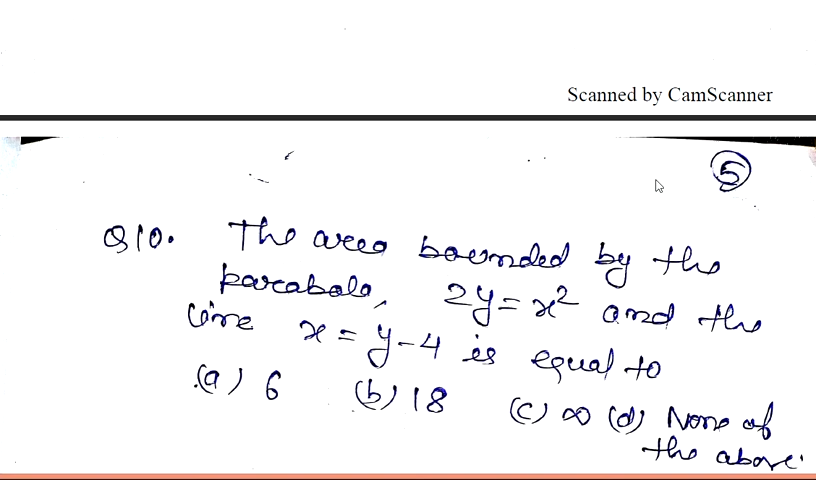 Scanned by CamScanner
5
Q10. The area bounded by the
parabola, 2y = x² and the
line x = y - 4 is equal to
(a) 6 (b) 18 (c) ∞ (d) None of
the above.